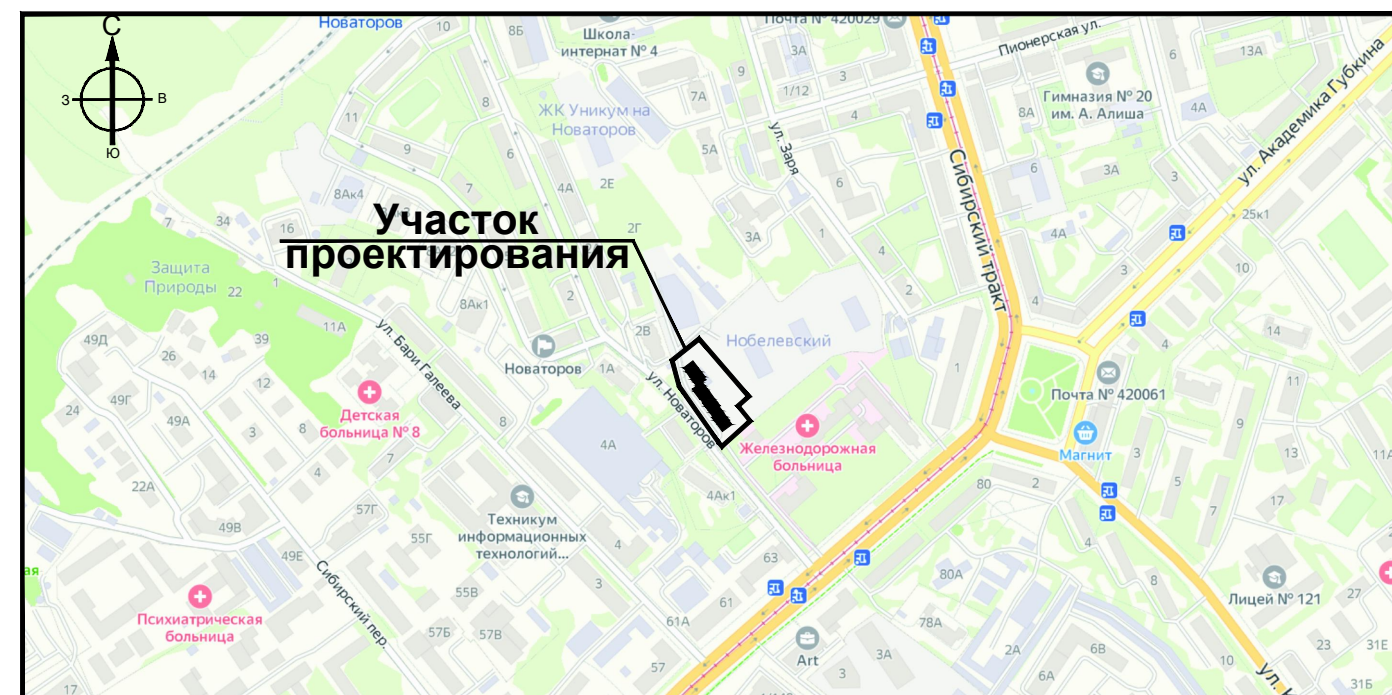 С
З
В
Ю
Участок
проектирования
Новаторов
10
8Б
Школа-
интернат № 4
Почта № 420029
3А
Пионерская ул.
6
13А
9
3
1/12
7А
8
11
ЖК Уникум на
Новаторов
4
8А
Гимназия № 20
им. А. Алиша
4А
ул. Академика Губкина
9
6
5А
ул. Заря
Сибирский тракт
6
3А
3
8Ак4
7
4А
2Е
6
25к1
7
34
16
2Г
3А
1
4
4А
3
10
Защита
Природы
22
1
8Ак1
2
2
4
14
11А
ул. Бари Галеева
2В
Нобелевский
49Д
26
39
14
12
Новаторов
1А
ул. Новаторов
1
Почта № 420061
11
24
49Г
49А
3
8
Детская
больница № 8
8
4А
Железнодорожная
больница
Магнит
9
3
13
11А
4
7
22А
4Ак1
80
2
5
17
49В
57Г
55Г
Техникум
информационных
технологий...
4
7
49Е
Сибирский пер.
63
80А
8
Лицей № 121
27
Психиатрическая
больница
55В
3
61
57Б
57В
61А
78А
2А
6В
23
31Е
17
57
Art
3
3А
6А
10
31Б